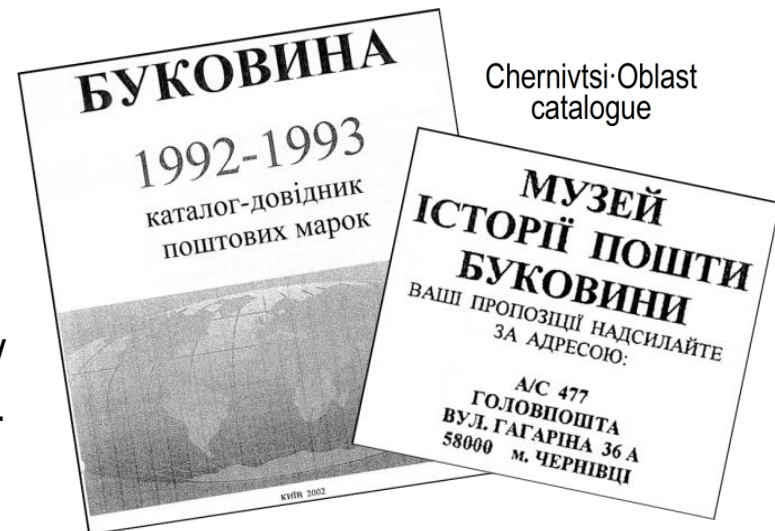 БУКОВИНА
1992-1993
каталог-довідник
поштових марок
КИЇВ 2002
Chernivtsi·Oblast
catalogue
МУЗЕЙ
ІСТОРІЇ ПОШТИ
БУКОВИНИ
ВАШІ ПРОПОЗІЦІЇ НАДСИЛАЙТЕ
ЗА АДРЕСОЮ:
А/С 477
ГОЛОВПОШТА
ВУЛ. ГАГАРІНА 36 А
58000 м. ЧЕРНІВЦІ